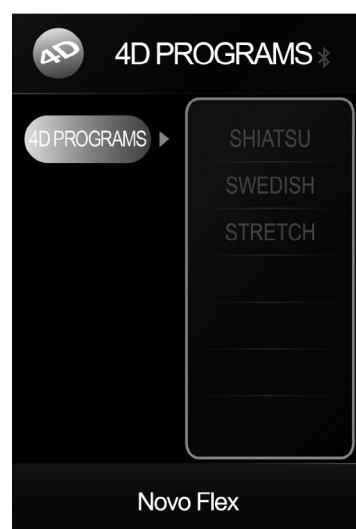 4D
4D PROGRAMS
4D PROGRAMS
SHIATSU
SWEDISH
STRETCH
Novo Flex